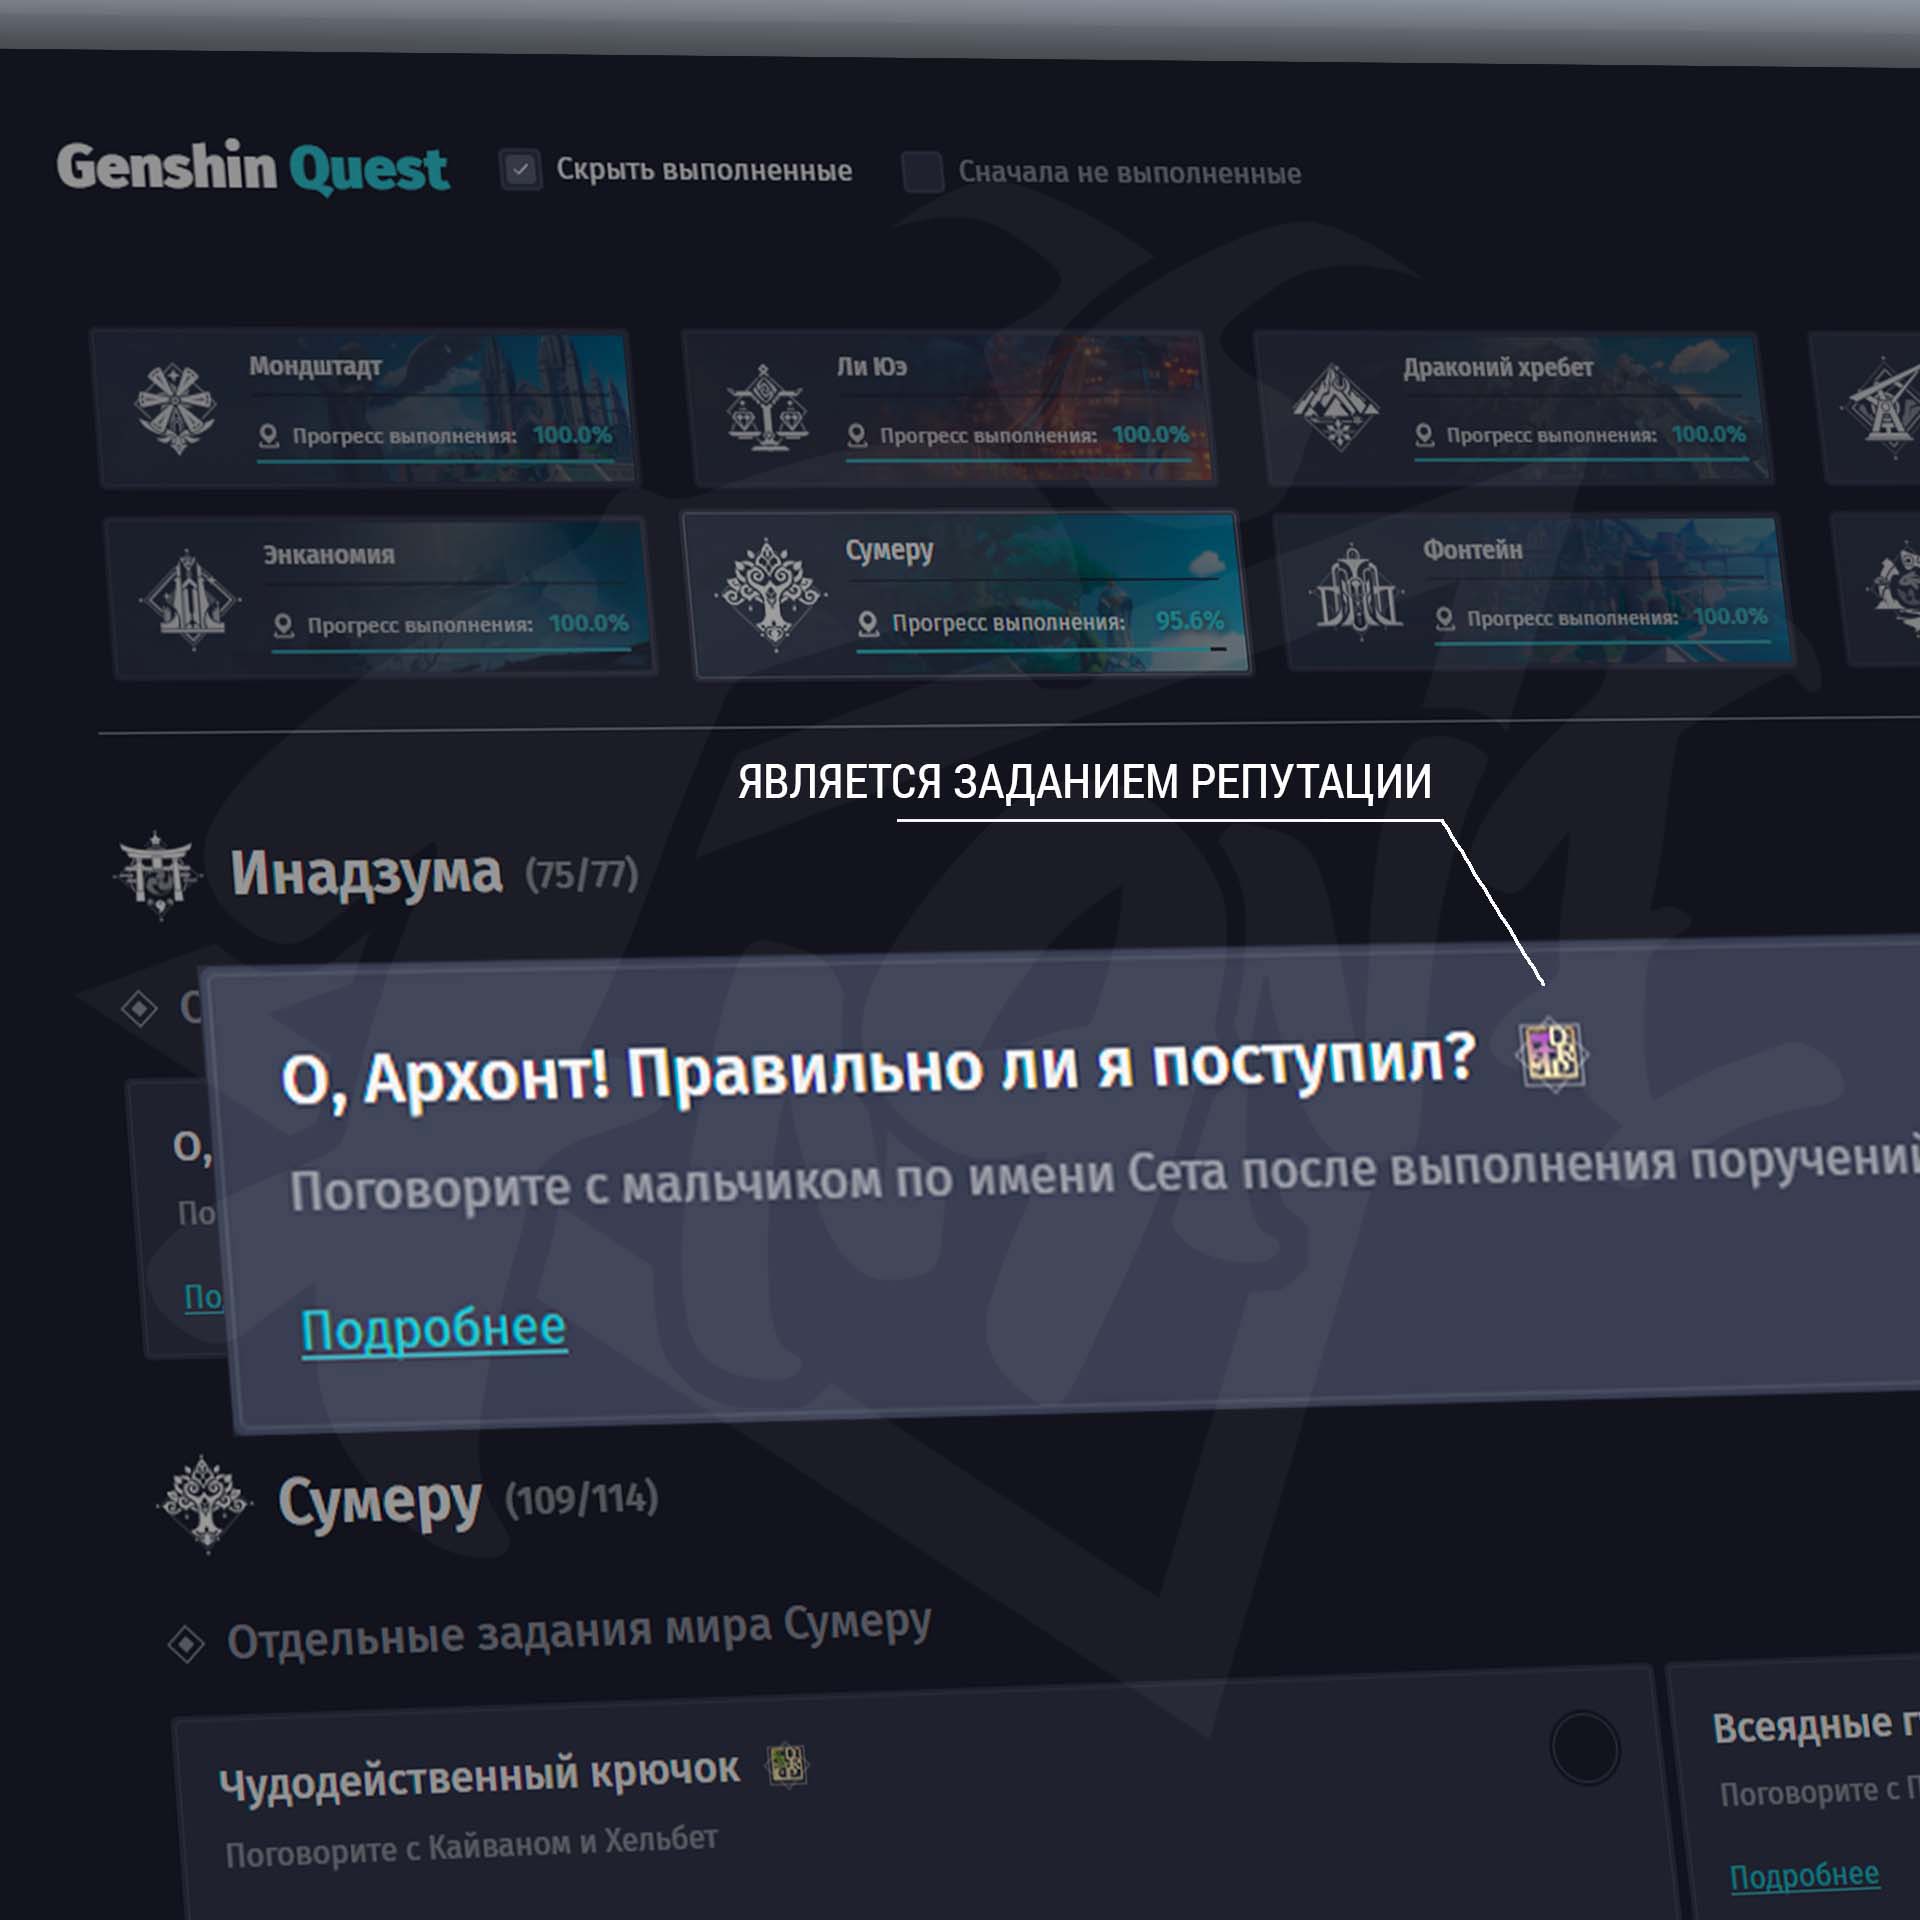 Genshin Quest
Скрыть выполненные
Сначала не выполненные
Мондштадт
Прогресс выполнения: 100.0%
Ли Юэ
Прогресс выполнения: 100.0%
Драконий хребет
Прогресс выполнения: 100.0%
Энканомия
Прогресс выполнения: 100.0%
Сумеру
Прогресс выполнения: 95.6%
Фонтейн
Прогресс выполнения: 100.0%
ЯВЛЯЕТСЯ ЗАДАНИЕМ РЕПУТАЦИИ
Инадзума (75/77)
О, Архонт! Правильно ли я поступил?
Поговорите с мальчиком по имени Сета после выполнения поручений
Подробнее
О,
По
По
Сумеру (109/114)
Отдельные задания мира Сумеру
Чудодейственный крючок
Поговорите с Кайваном и Хельбет
Всеядные г
Поговорите с П
Подробнее